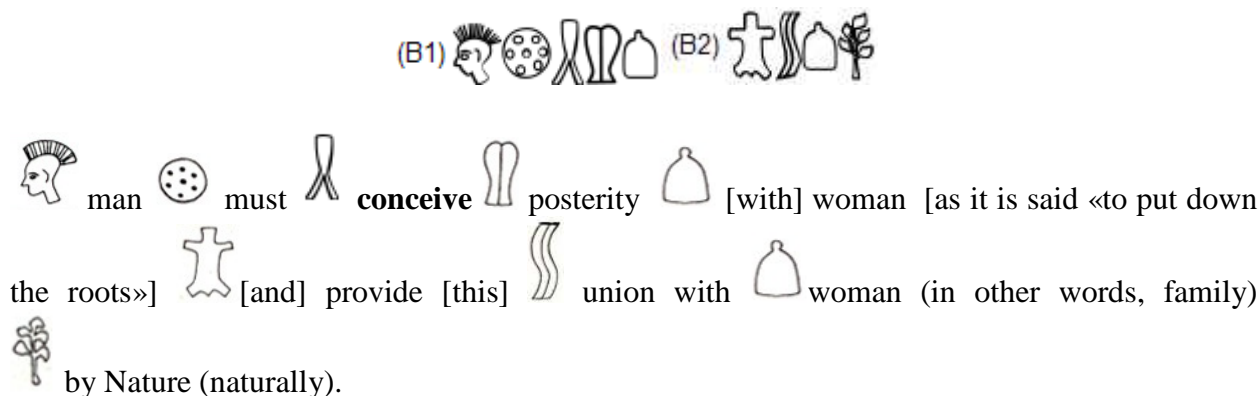 (B1) (B2)
man must conceive posterity [with] woman [as it is said «to put down
the roots»] [and] provide [this] union with woman (in other words, family)
by Nature (naturally).